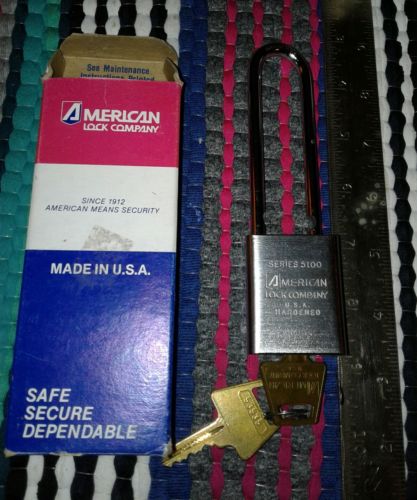 See Maintenance
Instructions Printed
AMERICAN
LOCK COMPANY
SINCE 1912
AMERICAN MEANS SECURITY
MADE IN U.S.A.
SAFE
SECURE
DEPENDABLE
SERIES 5100
AMERICAN
LOCK COMPANY
U.S.A.
HARDENED